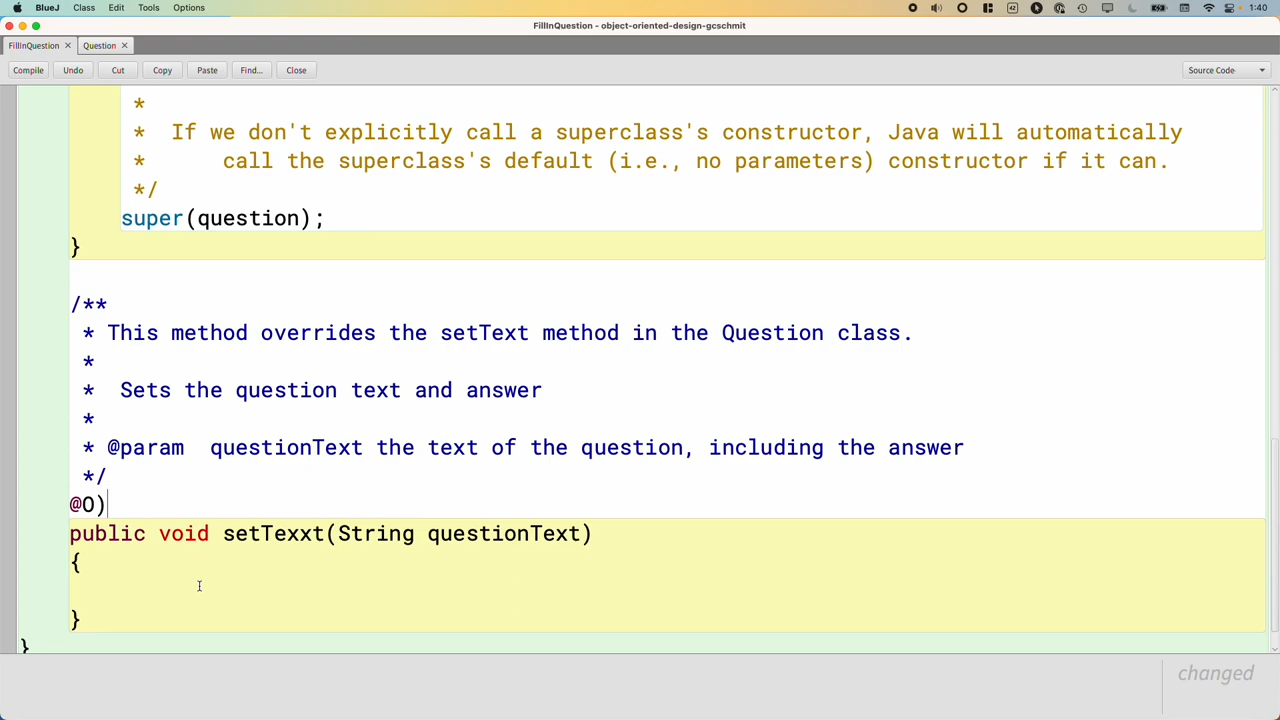 BlueJ Class Edit Tools Options 42 1:40
FillInQuestion - object-oriented-design-gcschmit
FillInQuestion × Question ×
Compile Undo Cut Copy Paste Find... Close Source Code
*
* If we don't explicitly call a superclass's constructor, Java will automatically
* call the superclass's default (i.e., no parameters) constructor if it can.
*/
super(question);
}
/**
* This method overrides the setText method in the Question class.
*
* Sets the question text and answer
*
* @param questionText the text of the question, including the answer
*/
@O)
public void setTexxt(String questionText)
{
}
}
changed